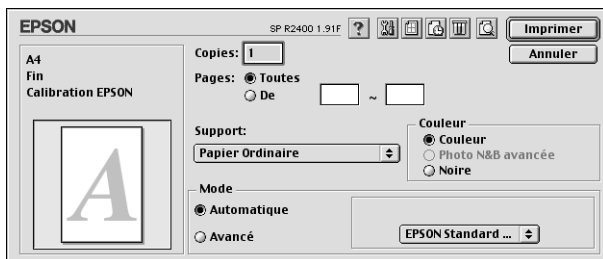 EPSON
SP R2400 1.91F
?
Imprimer
Annuler
A4
Fin
Calibration EPSON
A
Copies: 1
Pages: Toutes
De ~
Support:
Papier Ordinaire
Couleur
Couleur
Photo N&B avancée
Noire
Mode
Automatique
Avancé
EPSON Standard ...